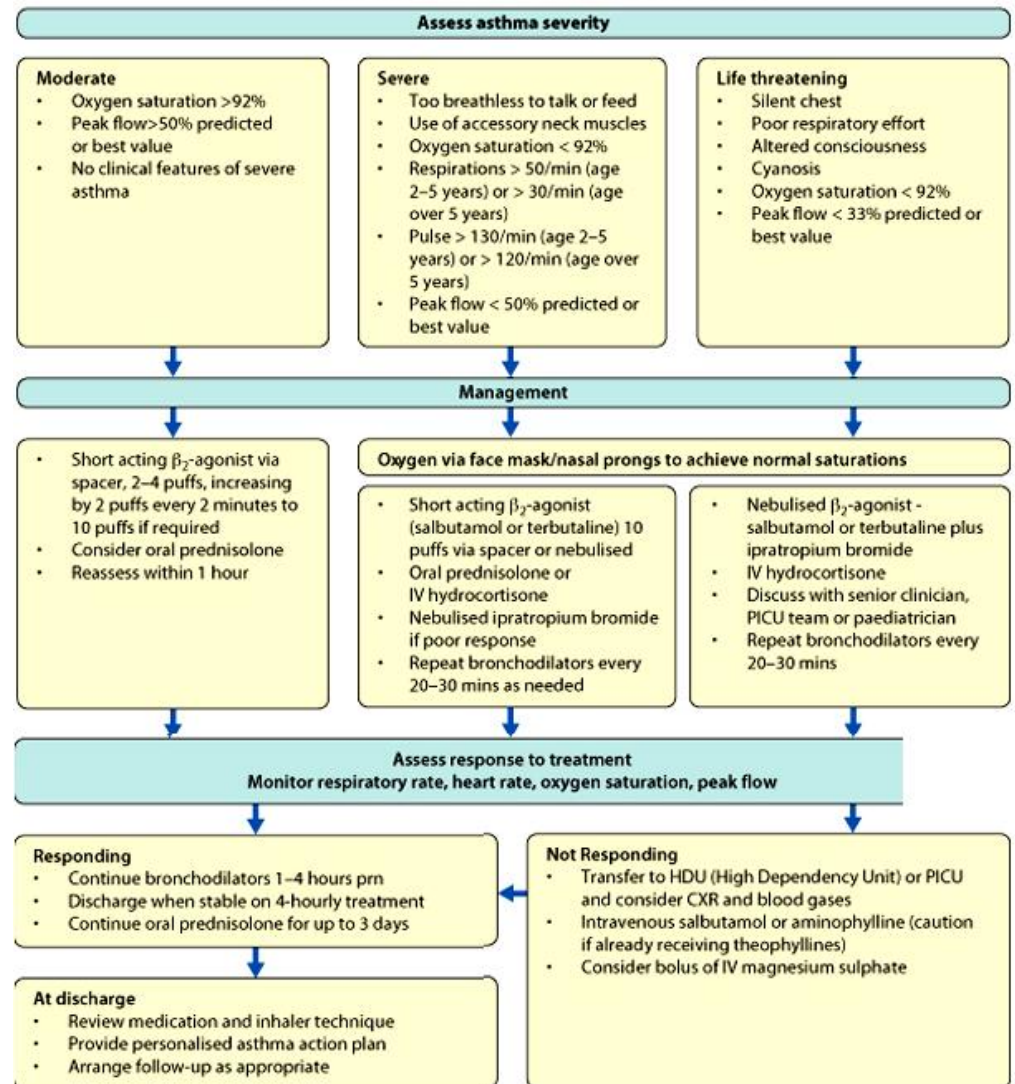 Assess asthma severity
Moderate
• Oxygen saturation >92%
• Peak flow>50% predicted
or best value
• No clinical features of severe
asthma
Severe
• Too breathless to talk or feed
• Use of accessory neck muscles
• Oxygen saturation < 92%
• Respirations > 50/min (age
2–5 years) or > 30/min (age
over 5 years)
• Pulse > 130/min (age 2–5
years) or > 120/min (age over
5 years)
• Peak flow < 50% predicted or
best value
Life threatening
• Silent chest
• Poor respiratory effort
• Altered consciousness
• Cyanosis
• Oxygen saturation < 92%
• Peak flow < 33% predicted or
best value
Management
• Short acting β₂-agonist via
spacer, 2–4 puffs, increasing
by 2 puffs every 2 minutes to
10 puffs if required
• Consider oral prednisolone
• Reassess within 1 hour
Oxygen via face mask/nasal prongs to achieve normal saturations
• Short acting β₂-agonist
(salbutamol or terbutaline) 10
puffs via spacer or nebulised
• Oral prednisolone or
IV hydrocortisone
• Nebulised ipratropium bromide
if poor response
• Repeat bronchodilators every
20–30 mins as needed
• Nebulised β₂-agonist -
salbutamol or terbutaline plus
ipratropium bromide
• IV hydrocortisone
• Discuss with senior clinician,
PICU team or paediatrician
• Repeat bronchodilators every
20–30 mins
Assess response to treatment
Monitor respiratory rate, heart rate, oxygen saturation, peak flow
Responding
• Continue bronchodilators 1–4 hours prn
• Discharge when stable on 4-hourly treatment
• Continue oral prednisolone for up to 3 days
Not Responding
• Transfer to HDU (High Dependency Unit) or PICU
and consider CXR and blood gases
• Intravenous salbutamol or aminophylline (caution
if already receiving theophyllines)
• Consider bolus of IV magnesium sulphate
At discharge
• Review medication and inhaler technique
• Provide personalised asthma action plan
• Arrange follow-up as appropriate